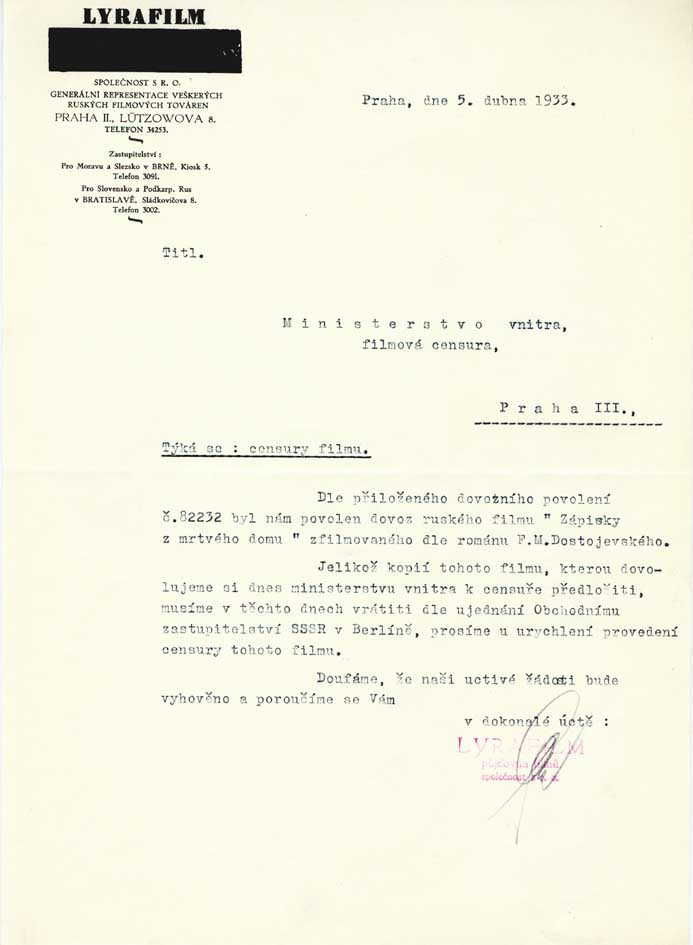 LYRAFILM
SPOLEČNOST S R. O.
GENERÁLNÍ REPRESENTACE VEŠKERÝCH
RUSKÝCH FILMOVÝCH TOVÁREN
PRAHA II., LÜTZOWOVA 8.
TELEFON 34253.
Zastupitelství :
Pro Moravu a Slezsko v BRNĚ, Kiosk 5.
Telefon 3091.
Pro Slovensko a Podkarp. Rus
v BRATISLAVĚ, Sládkovičova 8.
Telefon 3002.
Praha, dne 5. dubna 1933.
Titl.
Ministerstvo vnitra,
filmová censura,
Praha III.,
Týká se : censury filmu.
Dle přiloženého dovozního povolení
č.82232 byl nám povolen dovoz ruského filmu " Zápisky
z mrtvého domu " zfilmovaného dle románu F.M.Dostojevského.
Jelikož kopií tohoto filmu, kterou dovo-
lujeme si dnes ministerstvu vnitra k censuře předložiti,
musíme v těchto dnech vrátiti dle ujednání Obchodnímu
zastupitelství SSSR v Berlíně, prosíme u urychlení provedení
censury tohoto filmu.
Doufáme, že naši uctivé žádosti bude
vyhověno a poroučíme se Vám
v dokonalé úctě :
LYRAFILM
půjčovna filmů
společnost s r. o.